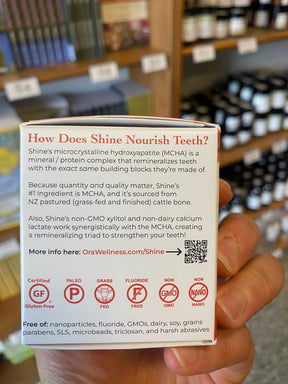 How Does Shine Nourish Teeth?
Shine's microcrystalline hydroxyapatite (MCHA) is a
mineral / protein complex that remineralizes teeth
with the exact same building blocks they're made of.
Because quantity and quality matter, Shine's
#1 ingredient is MCHA, and it's sourced from
NZ pastured (grass-fed and finished) cattle bone.
Also, Shine's non-GMO xylitol and non-dairy calcium
lactate work synergistically with the MCHA, creating
a remineralizing triad to strengthen your teeth!
More info here: OraWellness.com/Shine
Certified
GF
Gluten-Free
PALEO
P
GRASS
FED
FLUORIDE
F
FREE
NON
GMO
GMO
NON
NANO
NANO
Free of: nanoparticles, fluoride, GMOs, dairy, soy, grains
parabens, SLS, microbeads, triclosan, and harsh abrasives